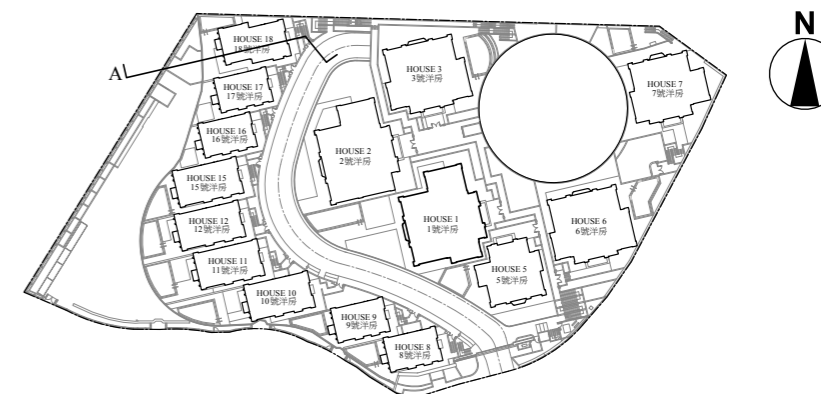 N
HOUSE 18
18號洋房
A
HOUSE 3
3號洋房
HOUSE 7
7號洋房
HOUSE 17
17號洋房
HOUSE 16
16號洋房
HOUSE 2
2號洋房
HOUSE 15
15號洋房
HOUSE 12
12號洋房
HOUSE 1
1號洋房
HOUSE 6
6號洋房
HOUSE 11
11號洋房
HOUSE 5
5號洋房
HOUSE 10
10號洋房
HOUSE 9
9號洋房
HOUSE 8
8號洋房